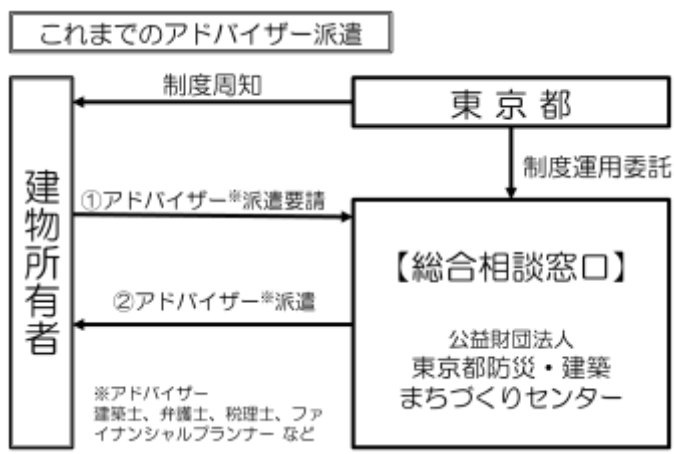 これまでのアドバイザー派遣
制度周知
東京都
制度運用委託
建物所有者
①アドバイザー※派遣要請
【総合相談窓口】
②アドバイザー※派遣
公益財団法人
東京都防災・建築
まちづくりセンター
※アドバイザー
建築士、弁護士、税理士、ファ
イナンシャルプランナー など